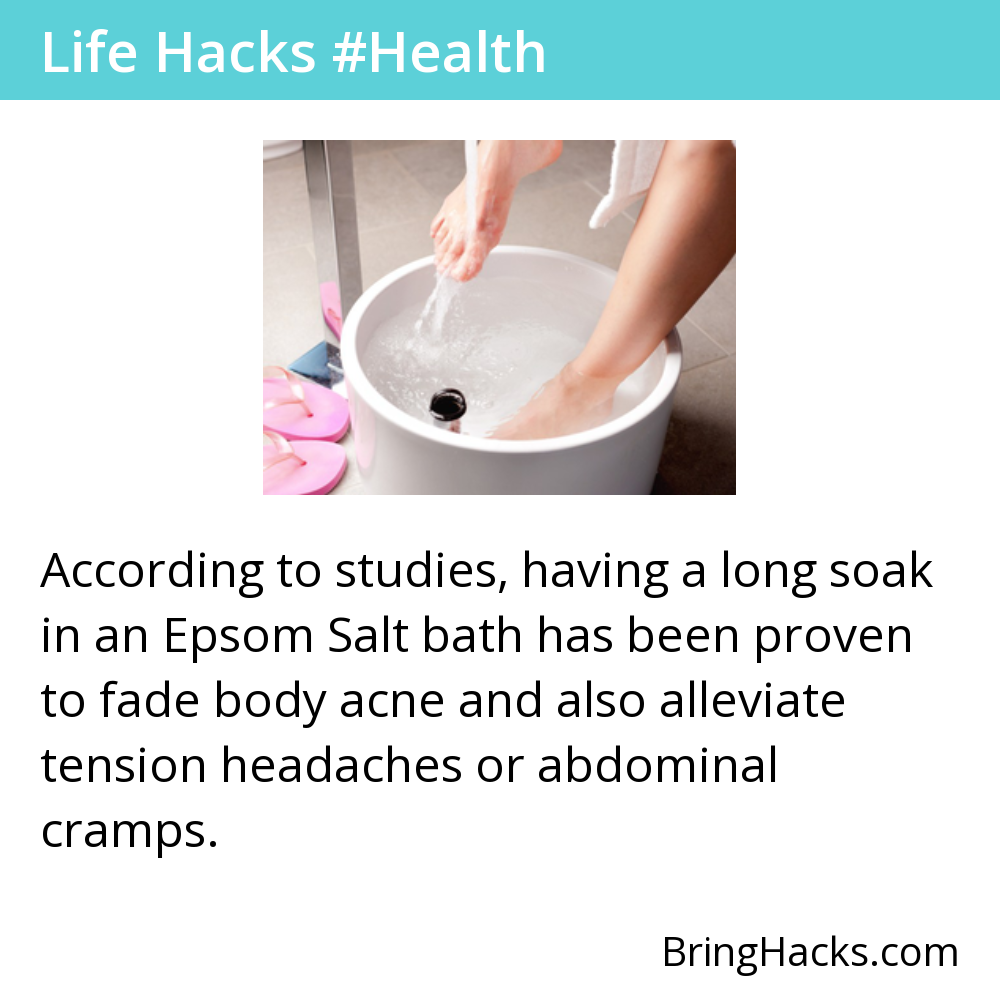 Life Hacks #Health
According to studies, having a long soak
in an Epsom Salt bath has been proven
to fade body acne and also alleviate
tension headaches or abdominal
cramps.
BringHacks.com